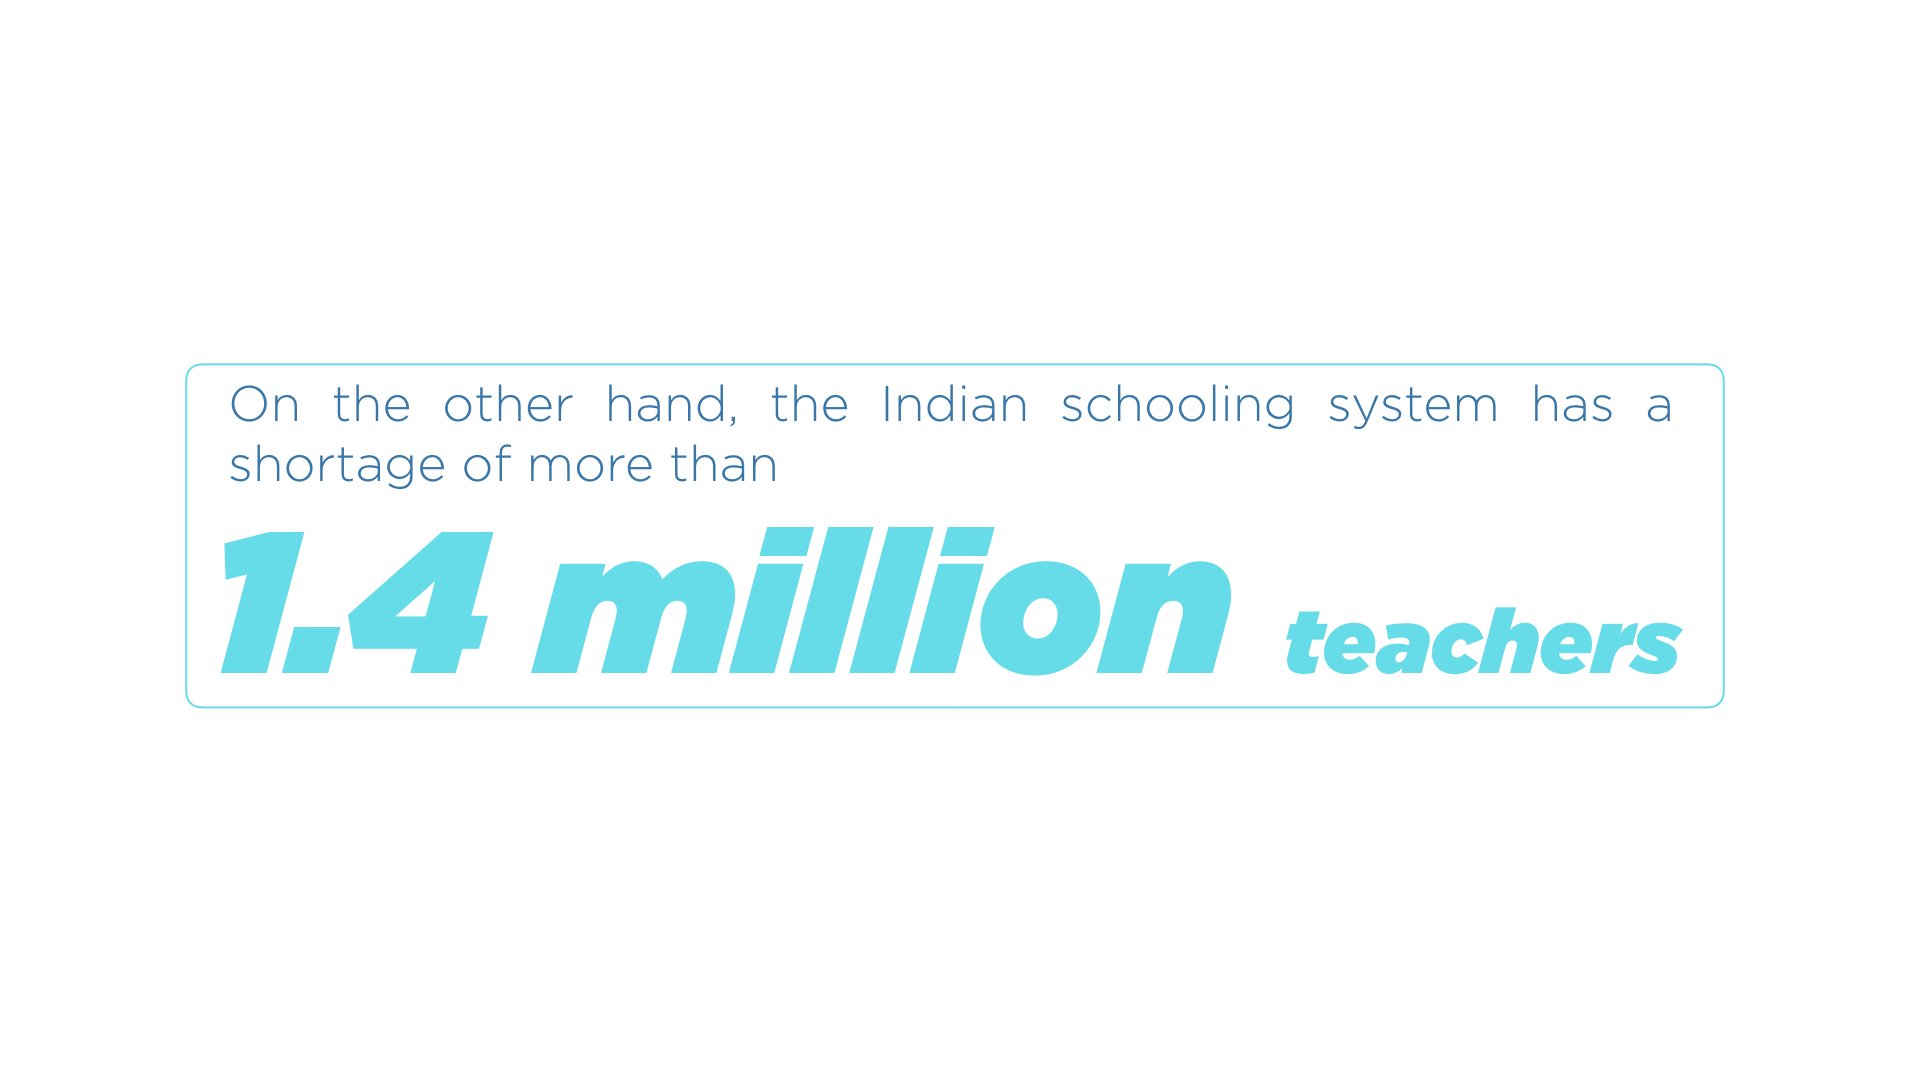 On the other hand, the Indian schooling system has a
shortage of more than
1.4 million teachers